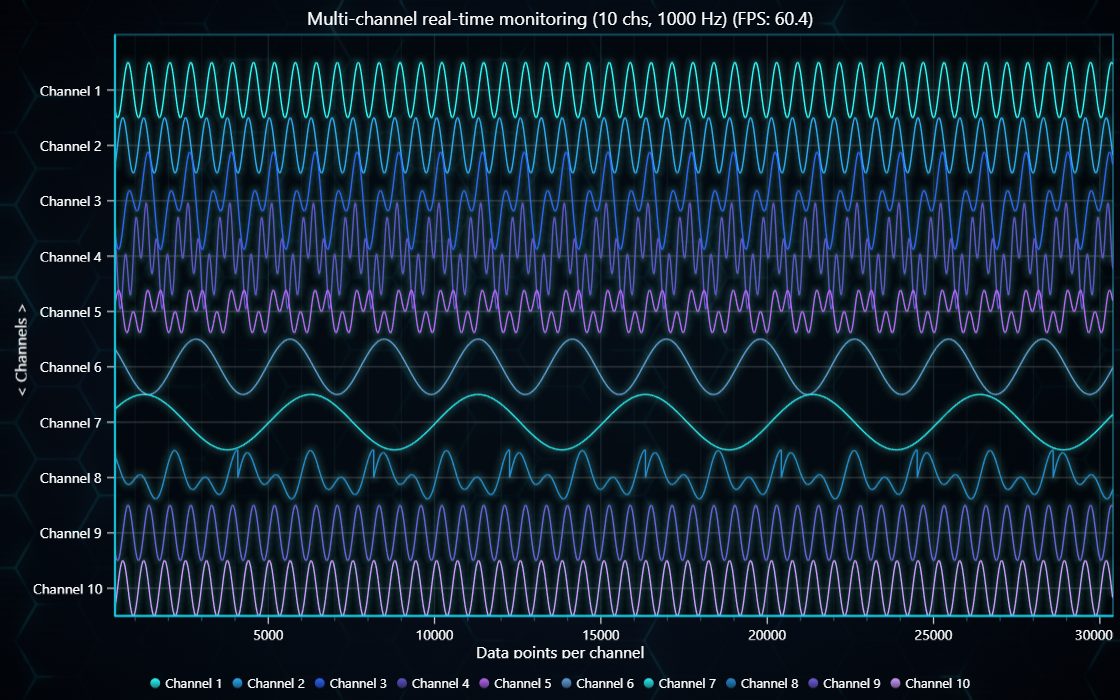 Multi-channel real-time monitoring (10 chs, 1000 Hz) (FPS: 60.4)
Channel 1
Channel 2
Channel 3
Channel 4
Channel 5
Channel 6
Channel 7
Channel 8
Channel 9
Channel 10
< Channels >
5000 10000 15000 20000 25000 30000
Data points per channel
Channel 1 Channel 2 Channel 3 Channel 4 Channel 5 Channel 6 Channel 7 Channel 8 Channel 9 Channel 10